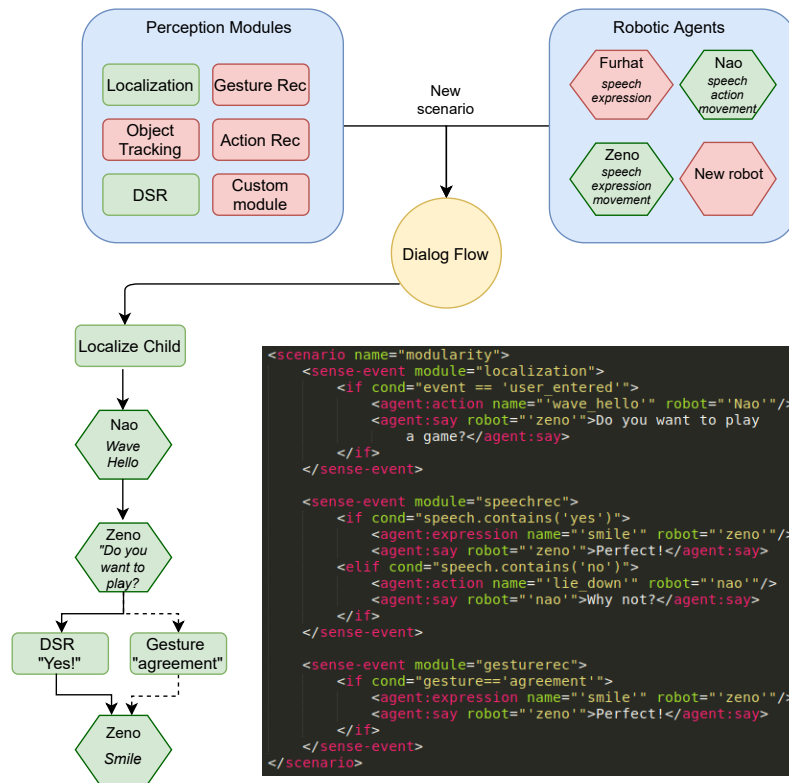 Perception Modules
Localization
Gesture Rec
Object
Tracking
Action Rec
DSR
Custom
module
New
scenario
Robotic Agents
Furhat
speech
expression
Nao
speech
action
movement
Zeno
speech
expression
movement
New robot
Dialog Flow
Localize Child
Nao
Wave
Hello
Zeno
"Do you
want to
play?
DSR
"Yes!"
Gesture
"agreement"
Zeno
Smile
<scenario name="modularity">
    <sense-event module="localization">
        <if cond="event == 'user_entered'">
            <agent:action name="'wave_hello'" robot="'Nao'"/>
            <agent:say robot="'zeno'">Do you want to play
                a game?</agent:say>
        </if>
    </sense-event>
    <sense-event module="speechrec">
        <if cond="speech.contains('yes')">
            <agent:expression name="'smile'" robot="'zeno'"/>
            <agent:say robot="'zeno'">Perfect!</agent:say>
        <elif cond="speech.contains('no')">
            <agent:action name="'lie_down'" robot="'nao'"/>
            <agent:say robot="'nao'">Why not?</agent:say>
        </if>
    </sense-event>
    <sense-event module="gesturerec">
        <if cond="gesture=='agreement'">
            <agent:expression name="'smile'" robot="'zeno'"/>
            <agent:say robot="'zeno'">Perfect!</agent:say>
        </if>
    </sense-event>
</scenario>